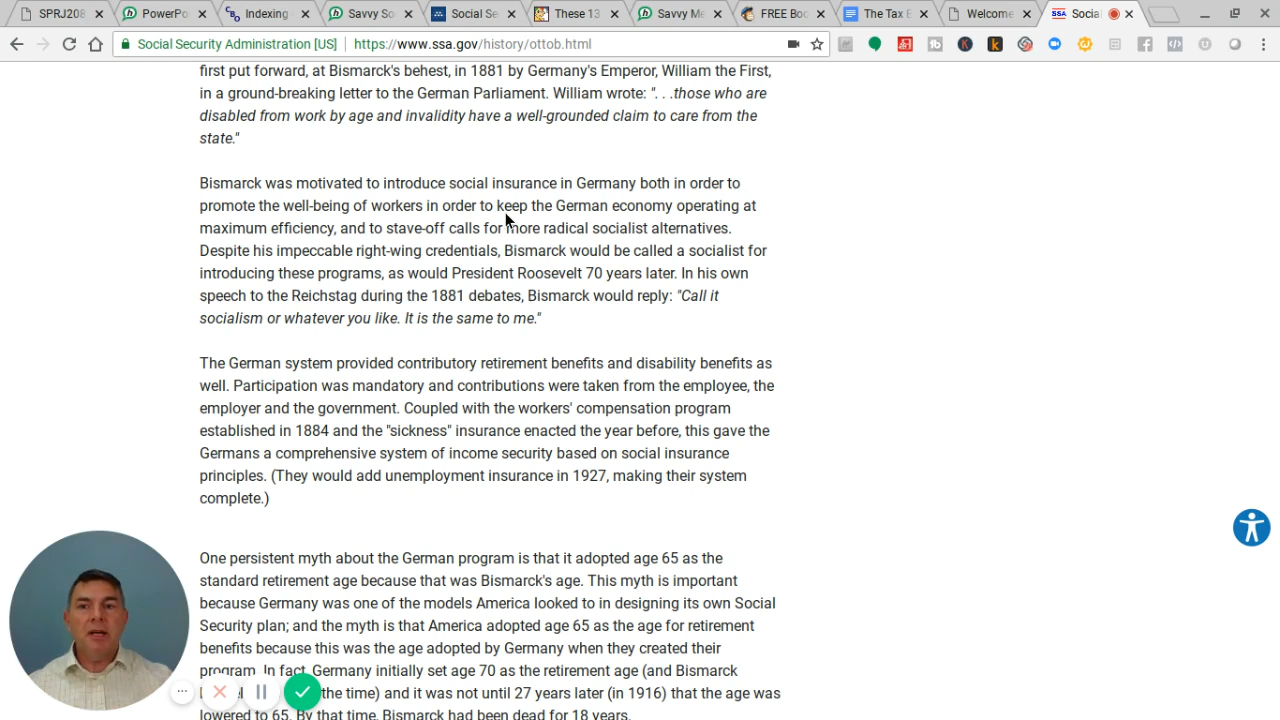 SPRJ208
PowerPo
Indexing
Savvy So
Social Se
These 13
Savvy Me
FREE Boo
The Tax E
Welcome
Social
Social Security Administration [US] https://www.ssa.gov/history/ottob.html
first put forward, at Bismarck's behest, in 1881 by Germany's Emperor, William the First,
in a ground-breaking letter to the German Parliament. William wrote: ". . .those who are
disabled from work by age and invalidity have a well-grounded claim to care from the
state."
Bismarck was motivated to introduce social insurance in Germany both in order to
promote the well-being of workers in order to keep the German economy operating at
maximum efficiency, and to stave-off calls for more radical socialist alternatives.
Despite his impeccable right-wing credentials, Bismarck would be called a socialist for
introducing these programs, as would President Roosevelt 70 years later. In his own
speech to the Reichstag during the 1881 debates, Bismarck would reply: "Call it
socialism or whatever you like. It is the same to me."
The German system provided contributory retirement benefits and disability benefits as
well. Participation was mandatory and contributions were taken from the employee, the
employer and the government. Coupled with the workers' compensation program
established in 1884 and the "sickness" insurance enacted the year before, this gave the
Germans a comprehensive system of income security based on social insurance
principles. (They would add unemployment insurance in 1927, making their system
complete.)
One persistent myth about the German program is that it adopted age 65 as the
standard retirement age because that was Bismarck's age. This myth is important
because Germany was one of the models America looked to in designing its own Social
Security plan; and the myth is that America adopted age 65 as the age for retirement
benefits because this was the age adopted by Germany when they created their
program. In fact, Germany initially set age 70 as the retirement age (and Bismarck
the time) and it was not until 27 years later (in 1916) that the age was
lowered to 65. By that time, Bismarck had been dead for 18 years.